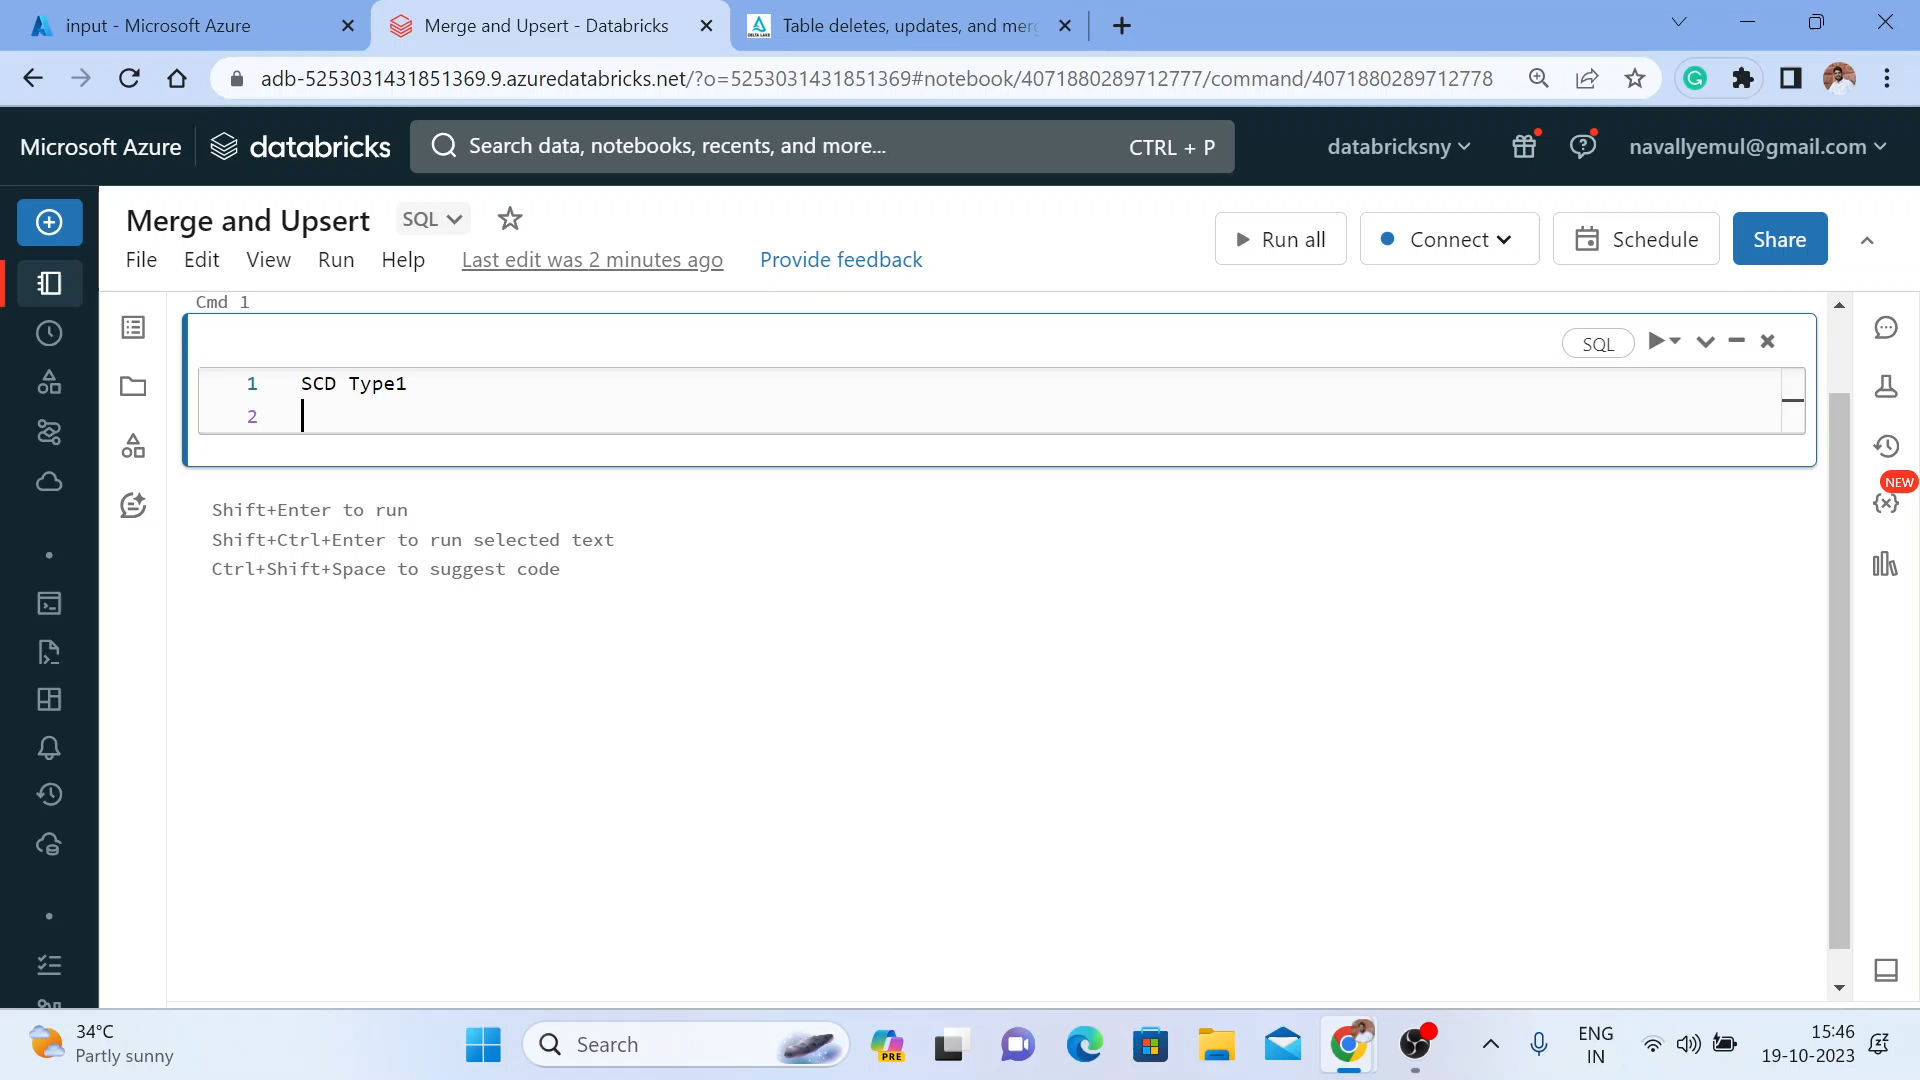 input - Microsoft Azure
Merge and Upsert - Databricks
Table deletes, updates, and mer
adb-5253031431851369.9.azuredatabricks.net/?o=5253031431851369#notebook/4071880289712777/command/4071880289712778
Microsoft Azure
databricks
Search data, notebooks, recents, and more...
CTRL + P
databricksny
navallyemul@gmail.com
Merge and Upsert
SQL
Run all
Connect
Schedule
Share
File
Edit
View
Run
Help
Last edit was 2 minutes ago
Provide feedback
Cmd 1
SQL
1 SCD Type1
2
NEW
Shift+Enter to run
Shift+Ctrl+Enter to run selected text
Ctrl+Shift+Space to suggest code
34°C
Partly sunny
Search
PRE
ENG
IN
15:46
19-10-2023